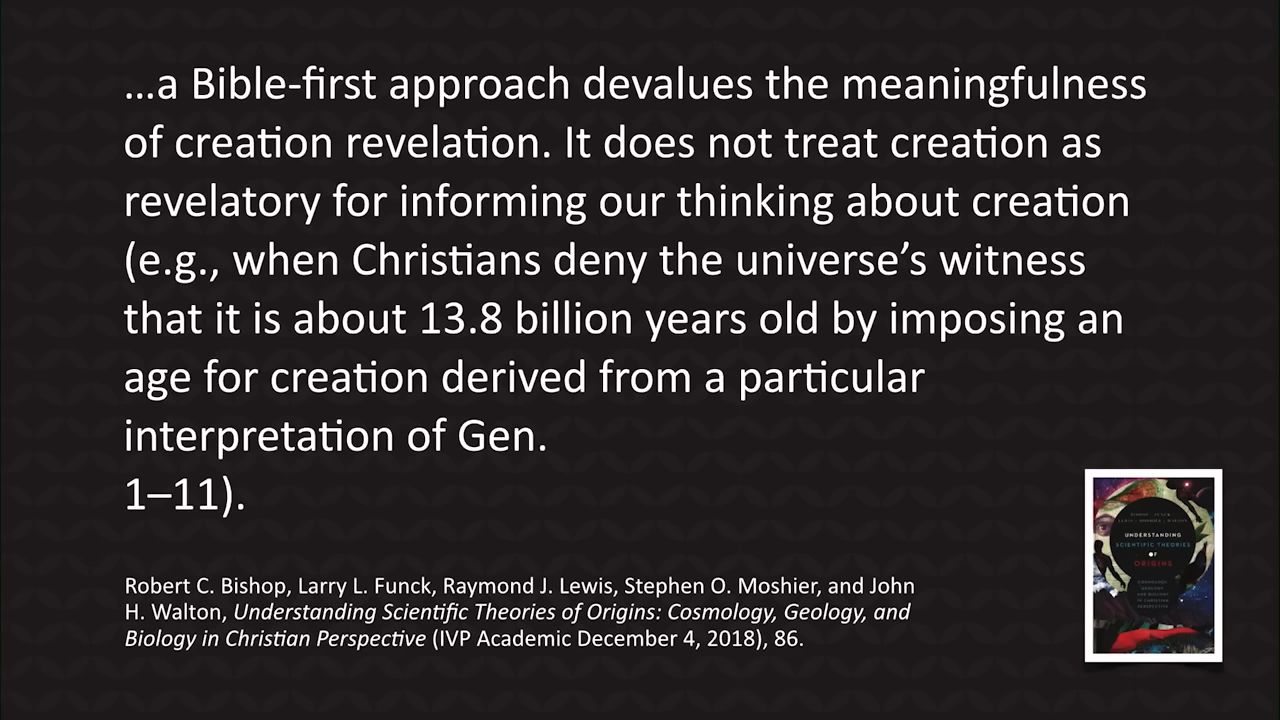 …a Bible-first approach devalues the meaningfulness
of creation revelation. It does not treat creation as
revelatory for informing our thinking about creation
(e.g., when Christians deny the universe’s witness
that it is about 13.8 billion years old by imposing an
age for creation derived from a particular
interpretation of Gen.
1–11).
Robert C. Bishop, Larry L. Funck, Raymond J. Lewis, Stephen O. Moshier, and John
H. Walton, Understanding Scientific Theories of Origins: Cosmology, Geology, and
Biology in Christian Perspective (IVP Academic December 4, 2018), 86.
UNDERSTANDING
SCIENTIFIC THEORIES
OF
ORIGINS